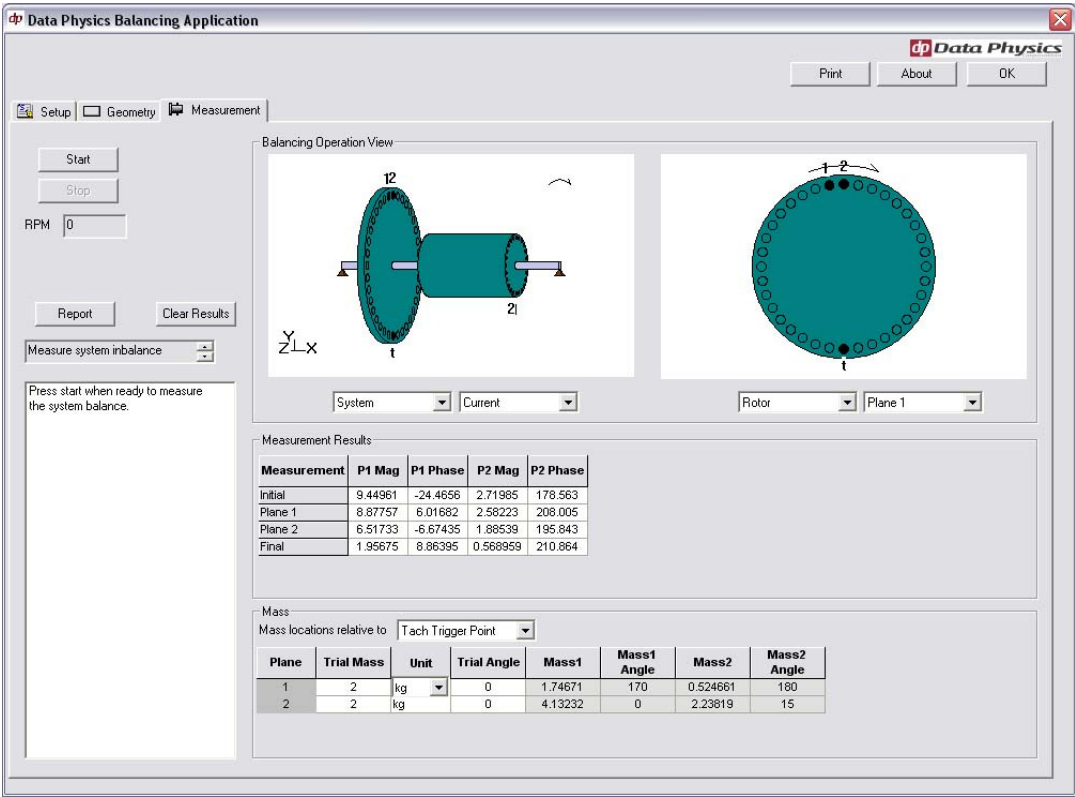 dp Data Physics Balancing Application
dp Data Physics
Print About OK
Setup Geometry Measurement
Start
Stop
RPM 0
Report Clear Results
Measure system inbalance
Press start when ready to measure
the system balance.
Balancing Operation View
12
2
t
Y
Z X
1 2
t
System Current Rotor Plane 1
Measurement Results
Measurement P1 Mag P1 Phase P2 Mag P2 Phase
Initial 9.44961 -24.4656 2.71985 178.563
Plane 1 8.87757 6.01682 2.58223 208.005
Plane 2 6.51733 -6.67435 1.88539 195.843
Final 1.95675 8.86395 0.568959 210.864
Mass
Mass locations relative to Tach Trigger Point
Plane Trial Mass Unit Trial Angle Mass1 Mass1 Angle Mass2 Mass2 Angle
1 2 kg 0 1.74671 170 0.524661 180
2 2 kg 0 4.13232 0 2.23819 15